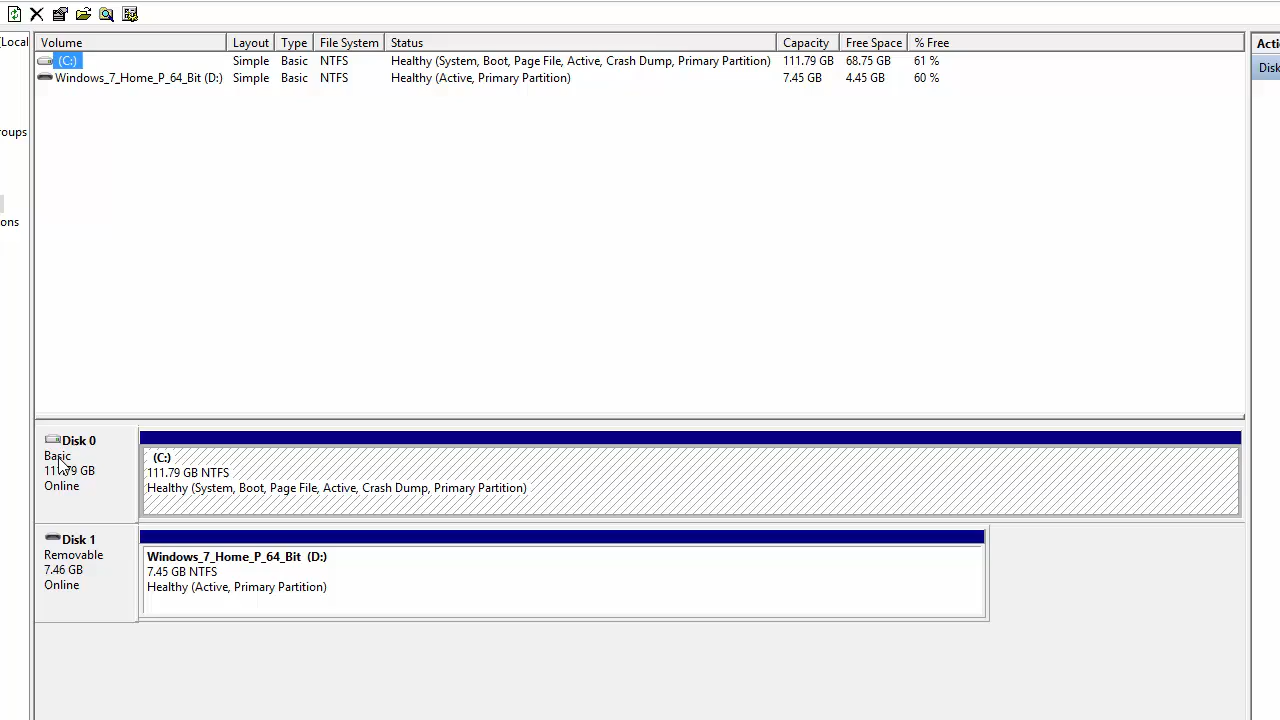 [Local
roups
ons
Volume Layout Type File System Status Capacity Free Space % Free
(C:) Simple Basic NTFS Healthy (System, Boot, Page File, Active, Crash Dump, Primary Partition) 111.79 GB 68.75 GB 61 %
Windows_7_Home_P_64_Bit (D:) Simple Basic NTFS Healthy (Active, Primary Partition) 7.45 GB 4.45 GB 60 %
Acti
Disk
Disk 0
Basic
111.79 GB
Online
(C:)
111.79 GB NTFS
Healthy (System, Boot, Page File, Active, Crash Dump, Primary Partition)
Disk 1
Removable
7.46 GB
Online
Windows_7_Home_P_64_Bit (D:)
7.45 GB NTFS
Healthy (Active, Primary Partition)